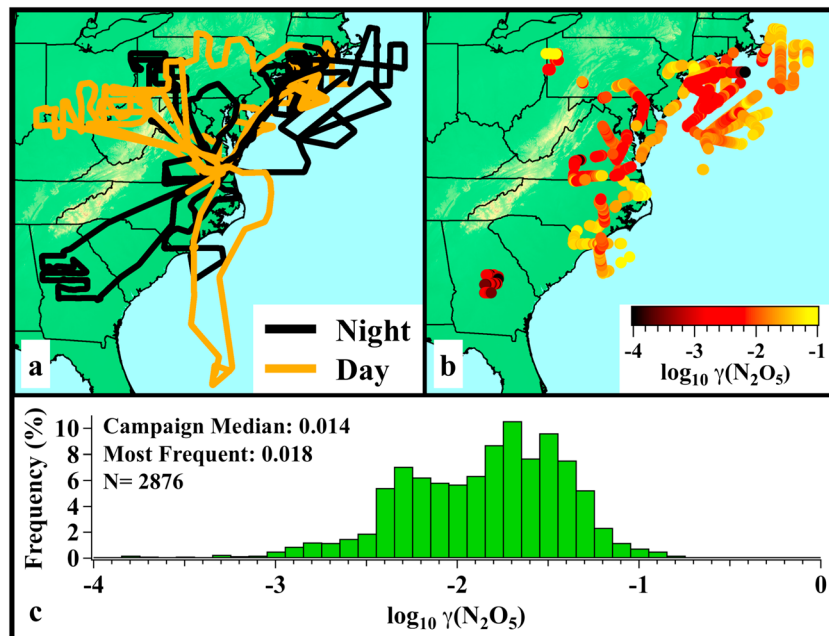 Night
Day
a
-4 -3 -2 -1
log₁₀ γ(N₂O₅)
b
Campaign Median: 0.014
Most Frequent: 0.018
N= 2876
Frequency (%)
10
8
6
4
2
0
-4 -3 -2 -1 0
log₁₀ γ(N₂O₅)
c